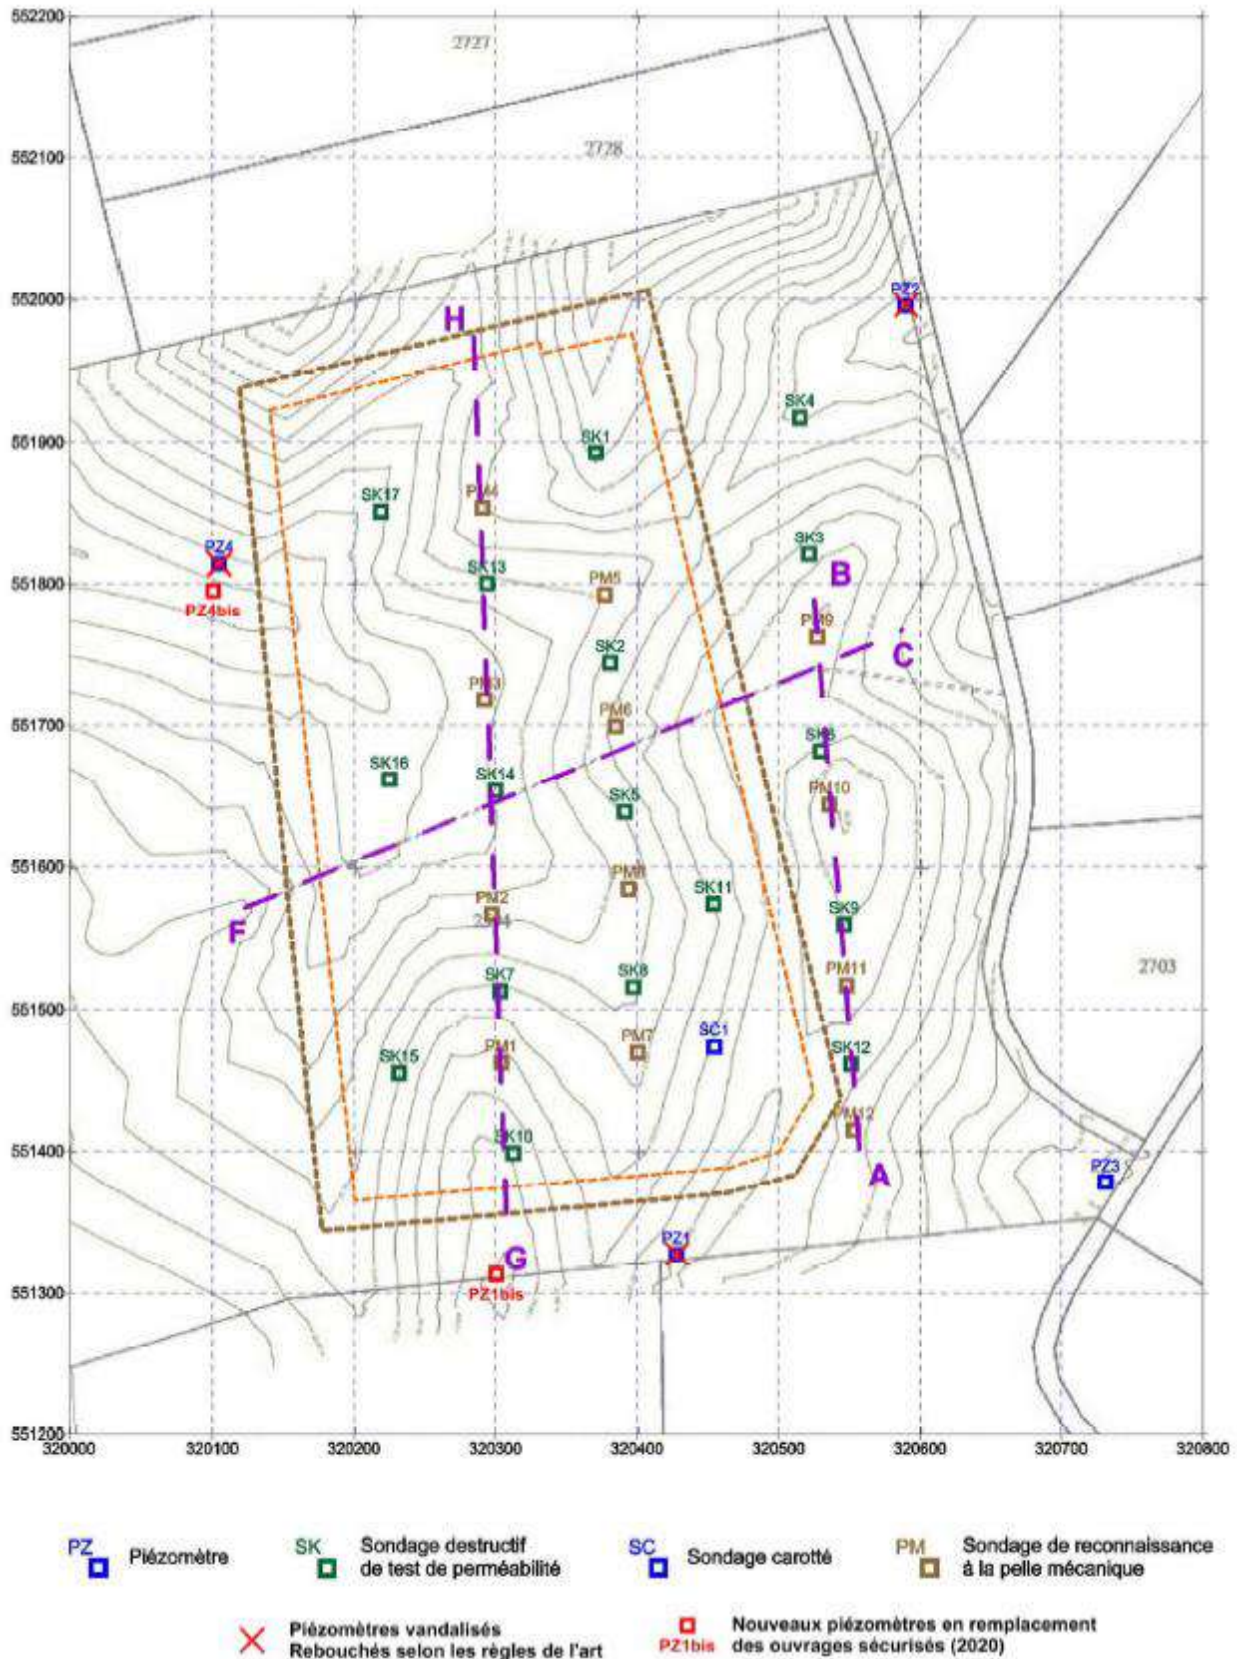 552200
2727
552100
2728
552000
PZ2
H
SK4
551900
SK1
SK17
PM4
PZ4
SK3
551800
SK13
PM5
B
PZ4bis
PM9
SK2
C
PM3
551700
PM6
SK6
SK16
SK14
PM10
SK5
551600
PM8
SK11
PM2
SK9
F
SK7
SK8
PM11
2703
551500
SC1
PM1
PM7
SK12
SK15
PM12
551400
SK10
PZ3
A
PZ1
G
551300
PZ1bis
551200
320000 320100 320200 320300 320400 320500 320600 320700 320800
PZ Piézomètre
SK Sondage destructif
de test de perméabilité
SC Sondage carotté
PM Sondage de reconnaissance
à la pelle mécanique
Piézomètres vandalisés
Rebouchés selon les règles de l'art
PZ1bis Nouveaux piézomètres en remplacement
des ouvrages sécurisés (2020)